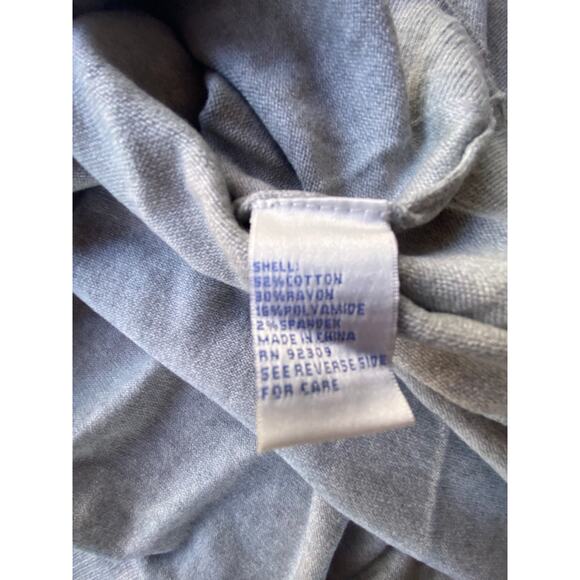 SHELL:
52%COTTON
30%RAYON
16%POLYAMIDE
2%SPANDEX
MADE IN CHINA
RN 92309
SEE REVERSE SIDE
FOR CARE